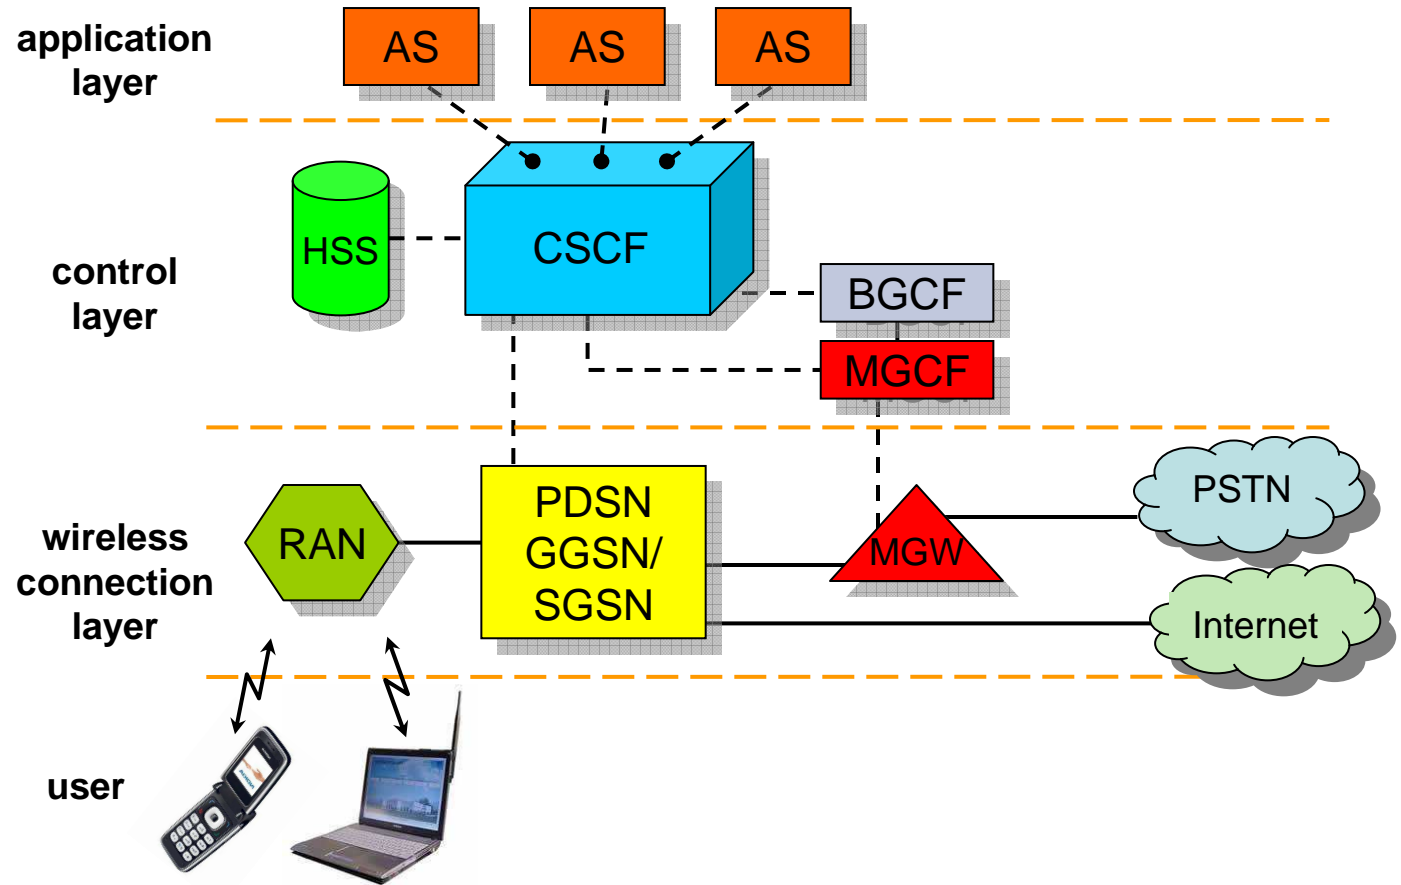 application
layer
AS
AS
AS
control
layer
HSS
CSCF
BGCF
MGCF
wireless
connection
layer
RAN
PDSN
GGSN/
SGSN
MGW
PSTN
Internet
user